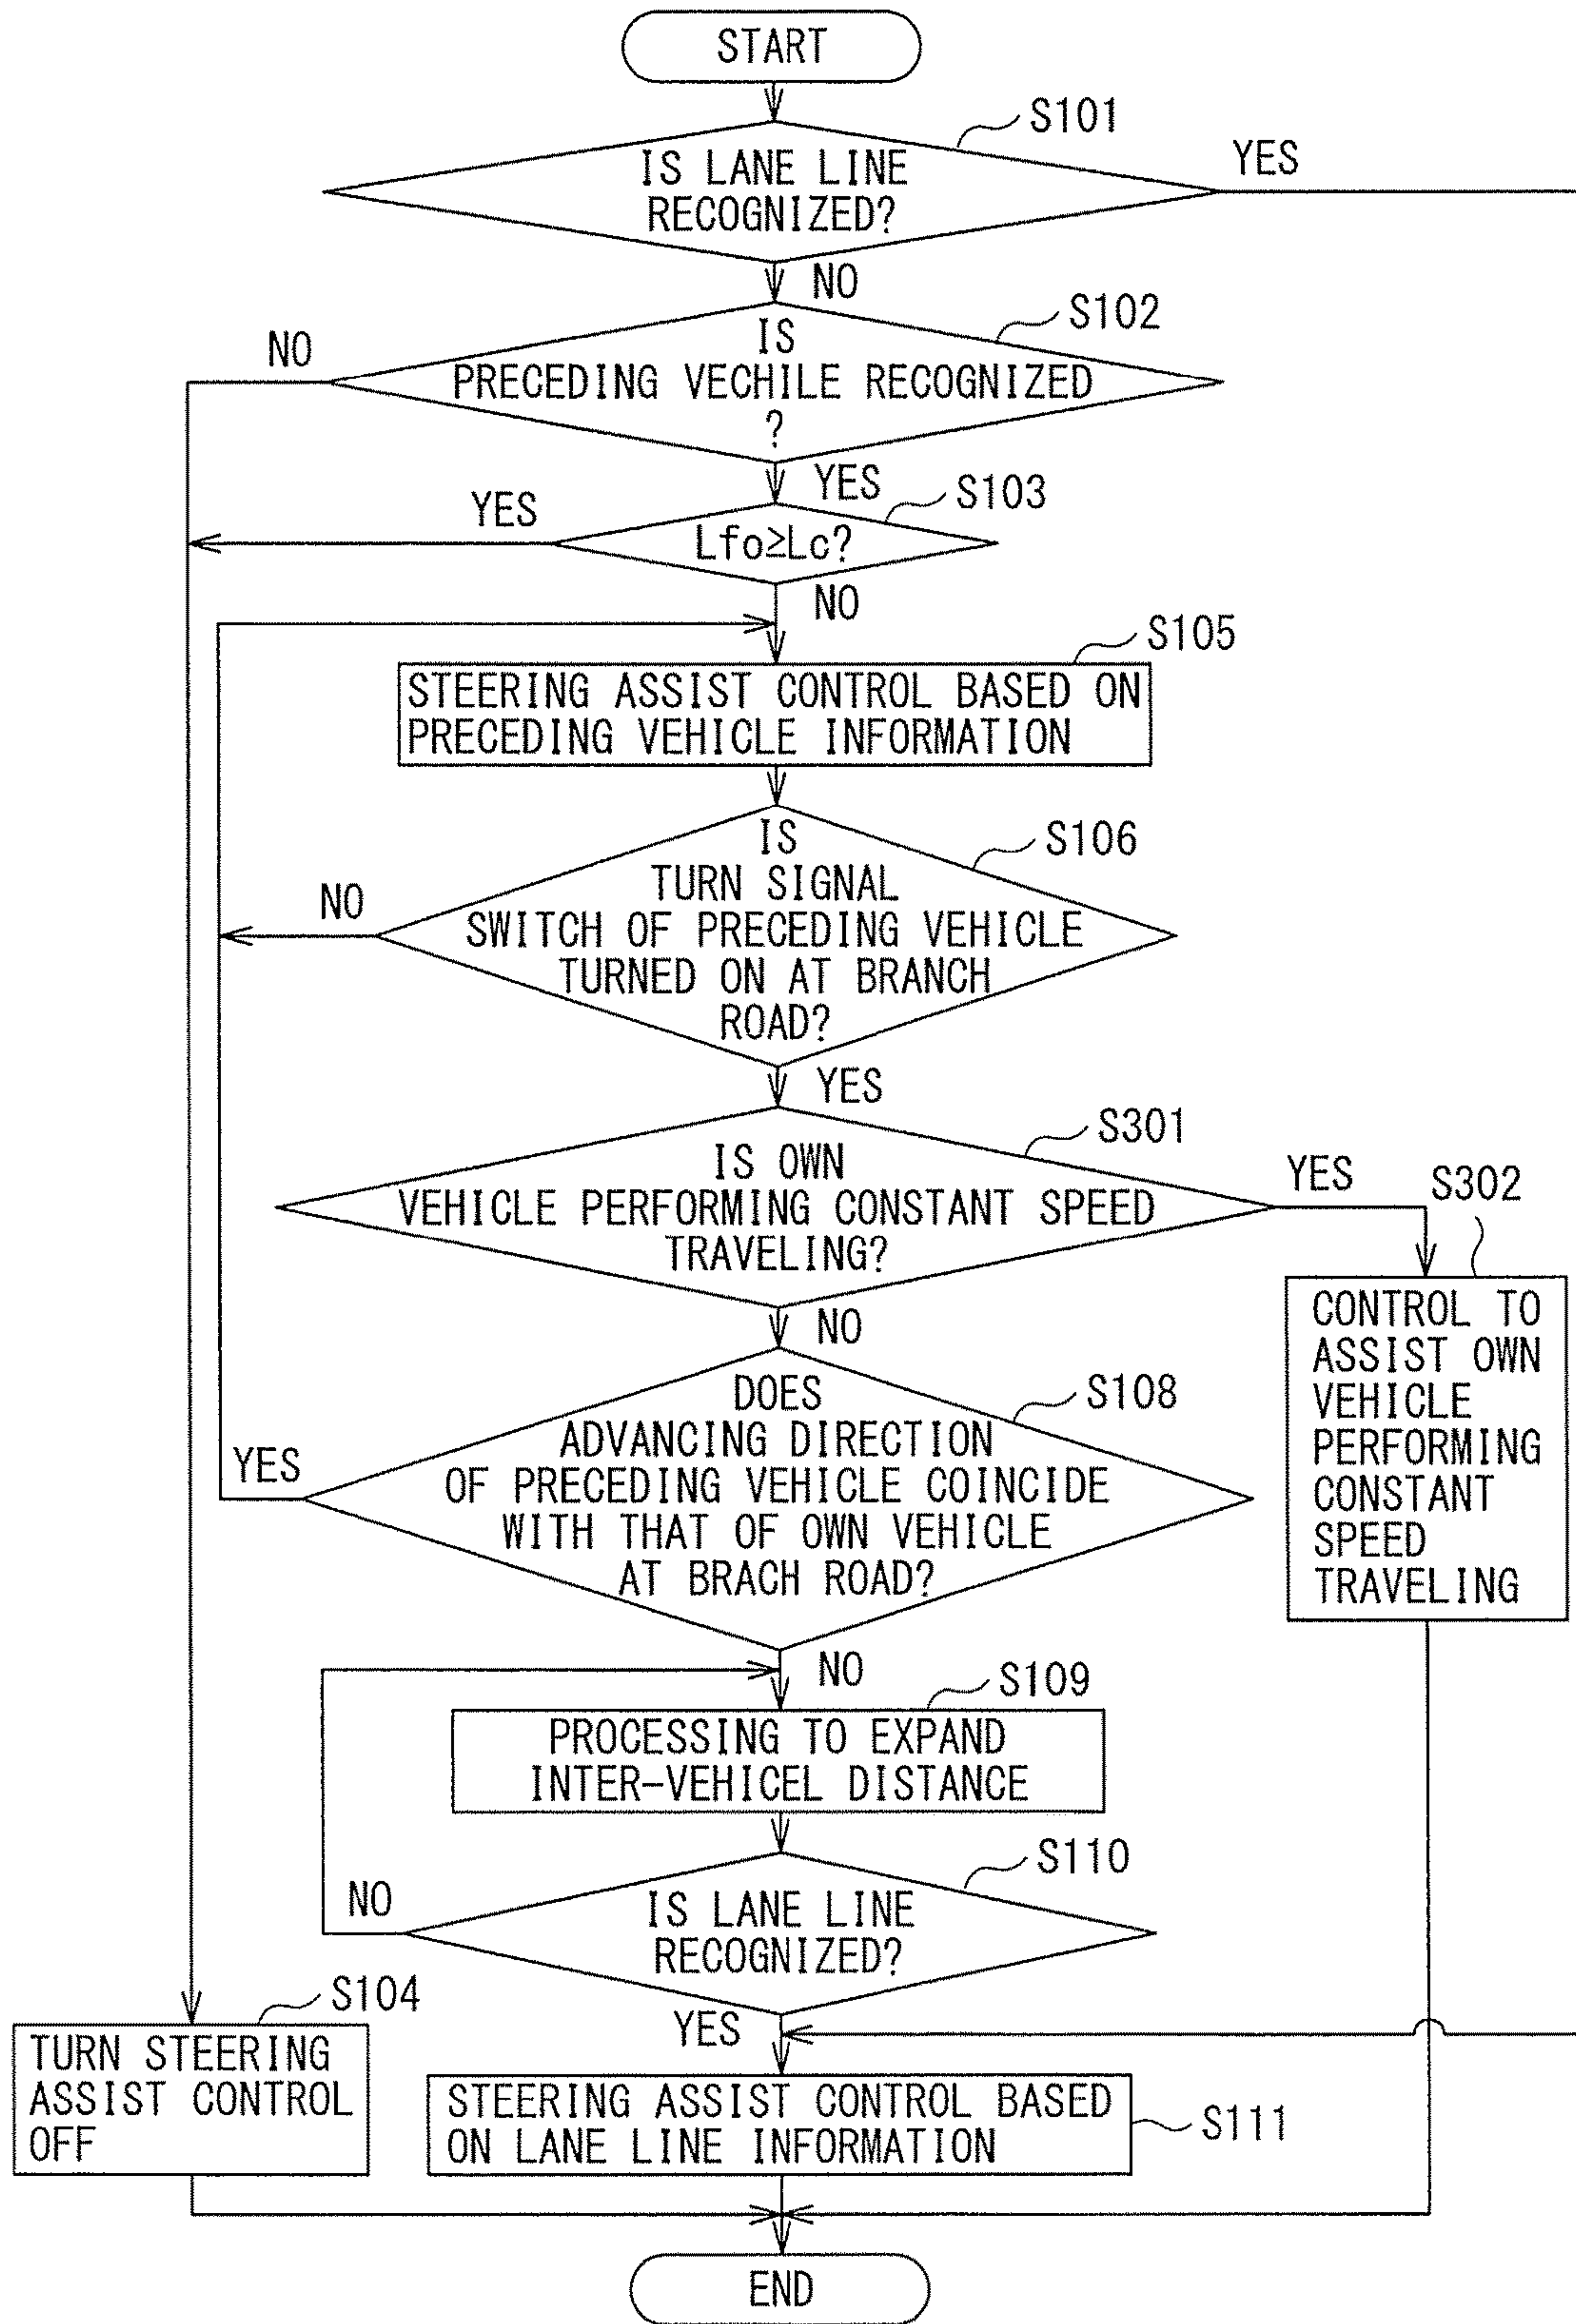 START
S101
IS LANE LINE
RECOGNIZED?
YES
NO
S102
IS
PRECEDING VECHILE RECOGNIZED
?
NO
YES
S103
Lfo≥Lc?
YES
NO
S105
STEERING ASSIST CONTROL BASED ON
PRECEDING VEHICLE INFORMATION
S106
IS
TURN SIGNAL
SWITCH OF PRECEDING VEHICLE
TURNED ON AT BRANCH
ROAD?
NO
YES
S301
IS OWN
VEHICLE PERFORMING CONSTANT SPEED
TRAVELING?
YES
S302
CONTROL TO
ASSIST OWN
VEHICLE
PERFORMING
CONSTANT
SPEED
TRAVELING
NO
S108
DOES
ADVANCING DIRECTION
OF PRECEDING VEHICLE COINCIDE
WITH THAT OF OWN VEHICLE
AT BRACH ROAD?
YES
NO
S109
PROCESSING TO EXPAND
INTER-VEHICEL DISTANCE
S110
IS LANE LINE
RECOGNIZED?
NO
YES
S104
TURN STEERING
ASSIST CONTROL
OFF
STEERING ASSIST CONTROL BASED
ON LANE LINE INFORMATION
S111
END